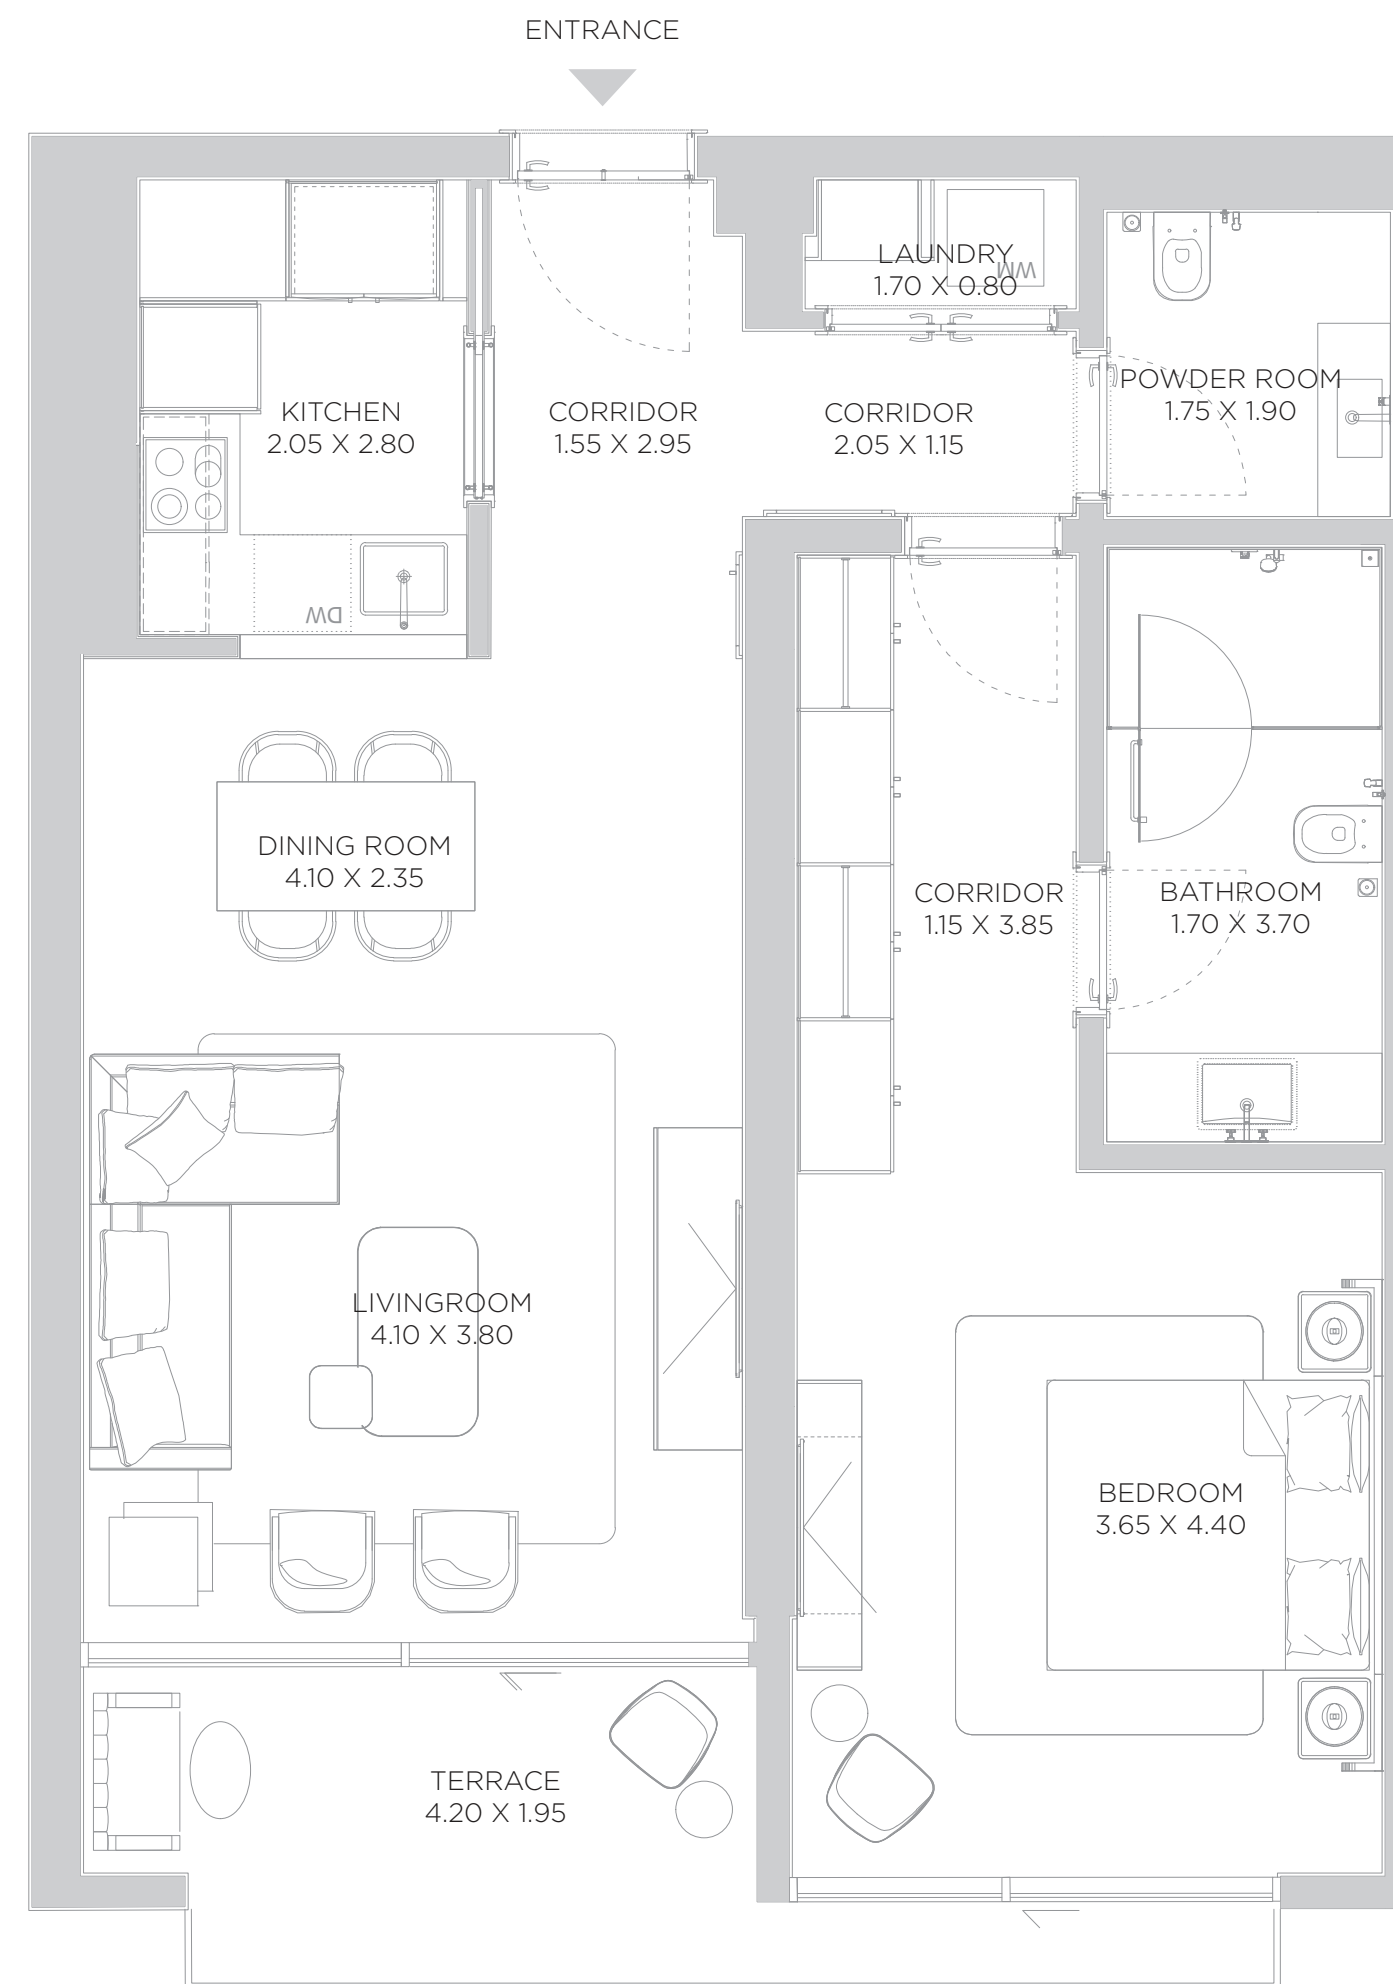 ENTRANCE
LAUNDRY
1.70 X 0.80
WM
KITCHEN
2.05 X 2.80
CORRIDOR
1.55 X 2.95
CORRIDOR
2.05 X 1.15
POWDER ROOM
1.75 X 1.90
DW
DINING ROOM
4.10 X 2.35
CORRIDOR
1.15 X 3.85
BATHROOM
1.70 X 3.70
LIVINGROOM
4.10 X 3.80
BEDROOM
3.65 X 4.40
TERRACE
4.20 X 1.95